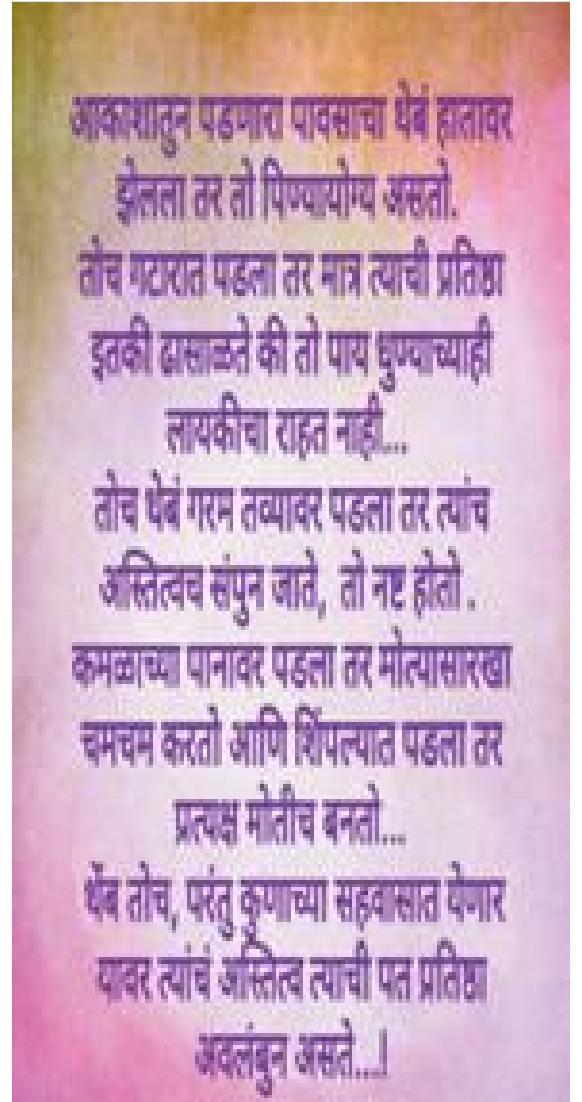 आकाशातुन पडणारा पावसाचा थेबं हातावर
झेलला तर तो पिण्यायोग्य असतो.
तोच गटारात पडला तर मात्र त्याची प्रतिष्ठा
इतकी ढासाळते की तो पाय धुण्याच्याही
लायकीचा राहत नाही...
तोच थेबं गरम तव्यावर पडला तर त्यांच
अस्तित्वच संपुन जाते, तो नष्ट होतो .
कमळाच्या पानावर पडला तर मोत्यासारखा
चमचम करतो आणि शिंपल्यात पडला तर
प्रत्यक्ष मोतीच बनतो...
थेंब तोच, परंतु कुणाच्या सहवासात येणार
यावर त्यांचं अस्तित्व त्याची पत प्रतिष्ठा
अवलंबुन असते...!